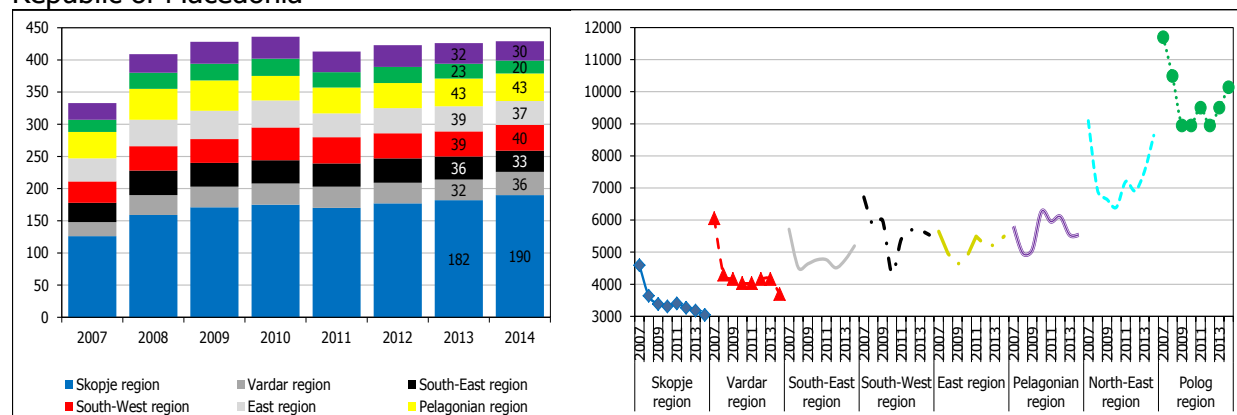 Republic of Macedonia
450
400
350
300
250
200
150
100
50
0
32 30
23 20
43 43
39 37
39 40
36 33
32 36
182 190
2007 2008 2009 2010 2011 2012 2013 2014
Skopje region Vardar region South-East region
South-West region East region Pelagonian region
12000
11000
10000
9000
8000
7000
6000
5000
4000
3000
2007 2009 2011 2013 2007 2009 2011 2013 2007 2009 2011 2013 2007 2009 2011 2013 2007 2009 2011 2013 2007 2009 2011 2013 2007 2009 2011 2013 2007 2009 2011 2013
Skopje region
Vardar region
South-East region
South-West region
East region
Pelagonian region
North-East region
Polog region